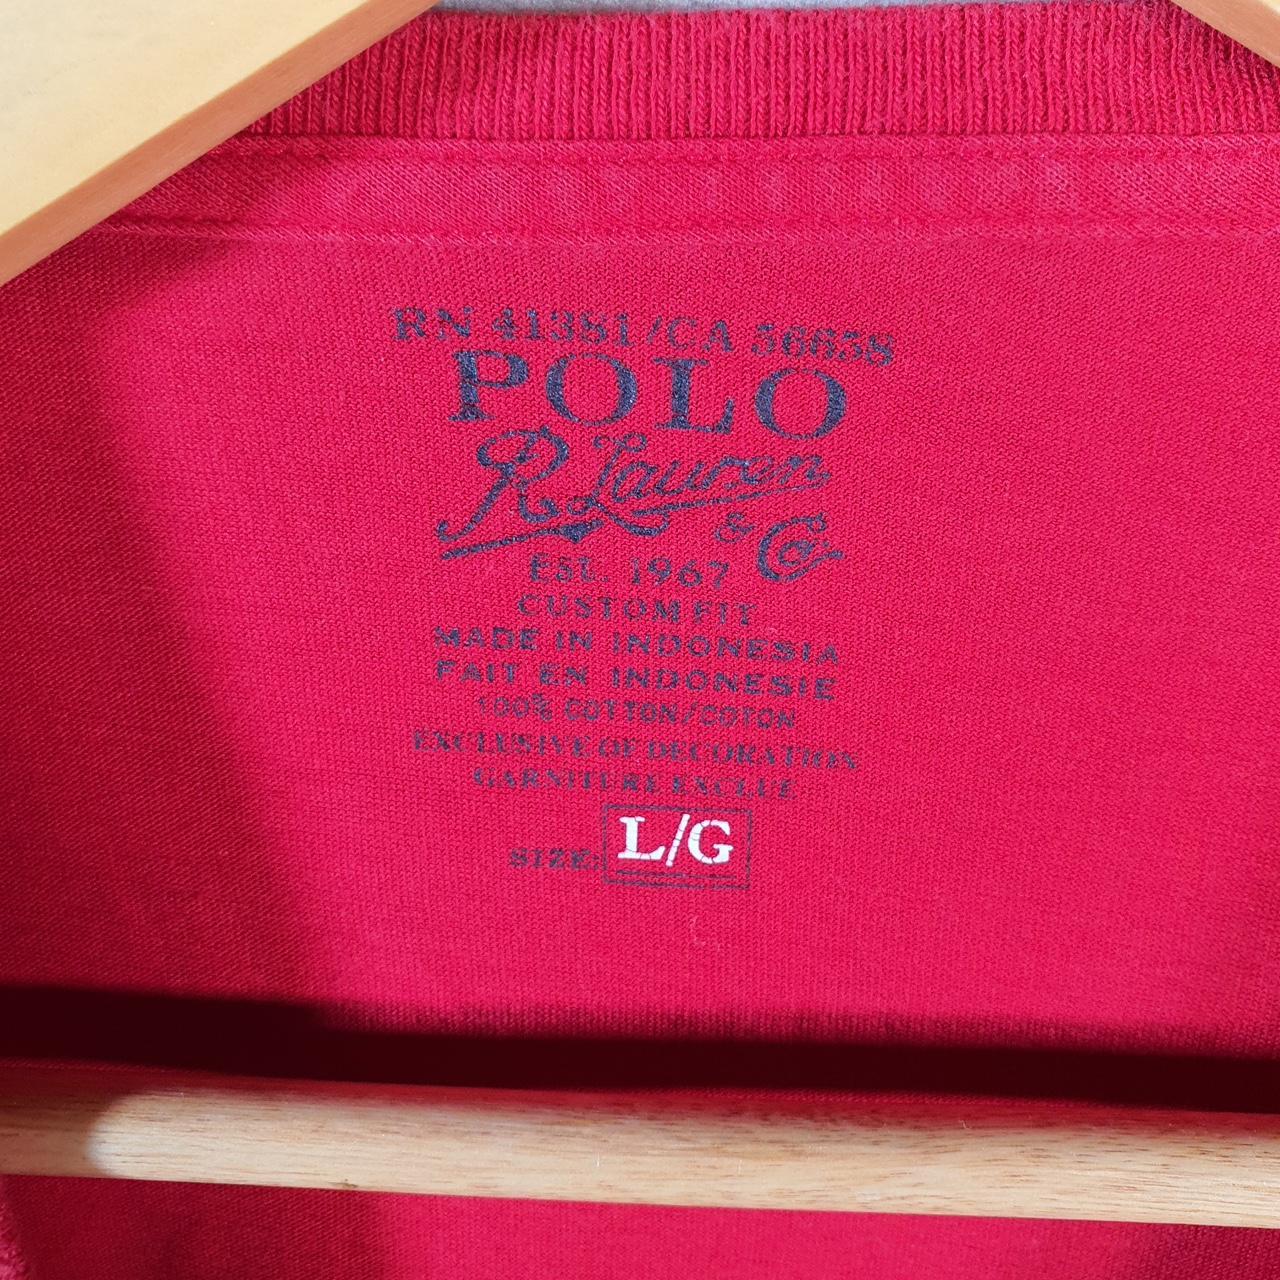 RN 41381/CA 56658
POLO
R Lauren
& Co.
EST. 1967
CUSTOM FIT
MADE IN INDONESIA
FAIT EN INDONESIE
100% COTTON/COTON
EXCLUSIVE OF DECORATION
GARNITURE EXCLUE
SIZE: L/G